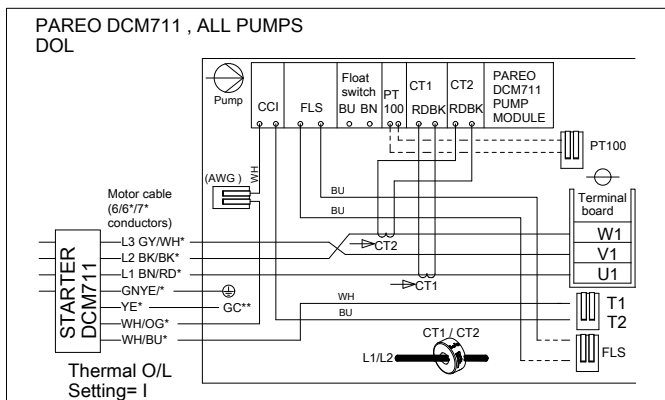 PAREO DCM711 , ALL PUMPS
DOL
Pump
CCI
FLS
Float
switch
BU BN
PT
100
CT1
RDBK
CT2
RDBK
PAREO
DCM711
PUMP
MODULE
PT100
WH
(AWG )
BU
BU
Motor cable
(6/6*/7*
conductors)
Terminal
board
W1
V1
U1
CT2
CT1
STARTER
DCM711
L3 GY/WH*
L2 BK/BK*
L1 BN/RD*
GNYE/*
YE*
GC**
WH/OG*
WH/BU*
WH
BU
T1
T2
CT1 / CT2
L1/L2
FLS
Thermal O/L
Setting= I